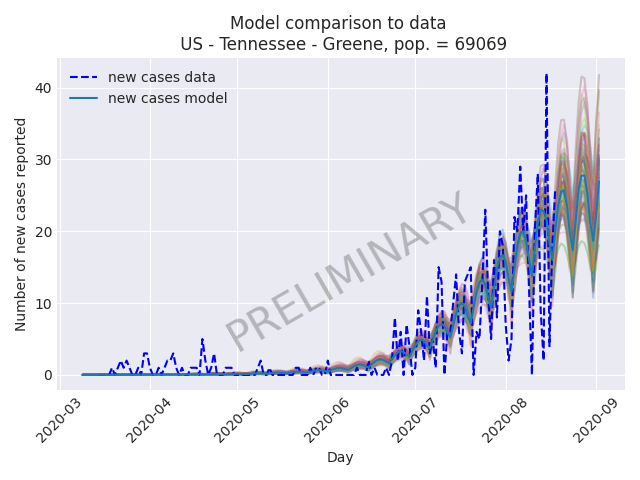 Model comparison to data
US - Tennessee - Greene, pop. = 69069
new cases data
new cases model
PRELIMINARY
Number of new cases reported
40
30
20
10
0
2020-03
2020-04
2020-05
2020-06
2020-07
2020-08
2020-09
Day